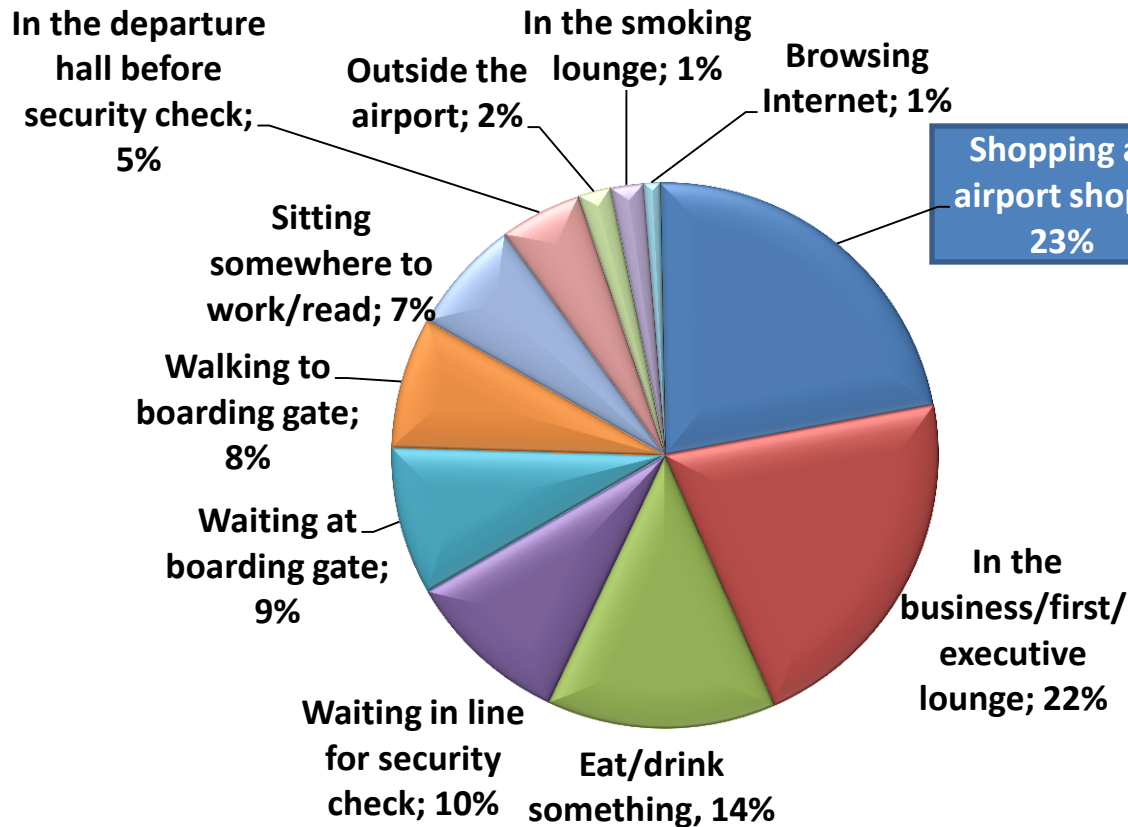 In the departure
hall before
security check;
5%
Outside the
airport; 2%
In the smoking
lounge; 1%
Browsing
Internet; 1%
Shopping a
airport shop
23%
In the
business/first/
executive
lounge; 22%
Eat/drink
something, 14%
Waiting in line
for security
check; 10%
Waiting at
boarding gate;
9%
Walking to
boarding gate;
8%
Sitting
somewhere to
work/read; 7%